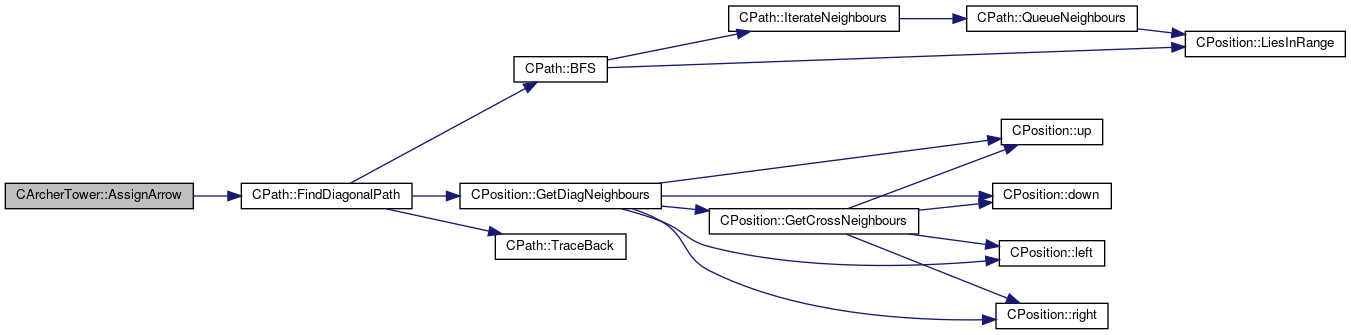 CPath::IterateNeighbours
CPath::QueueNeighbours
CPosition::LiesInRange
CPath::BFS
CPosition::up
CArcherTower::AssignArrow
CPath::FindDiagonalPath
CPosition::GetDiagNeighbours
CPosition::down
CPosition::GetCrossNeighbours
CPath::TraceBack
CPosition::left
CPosition::right